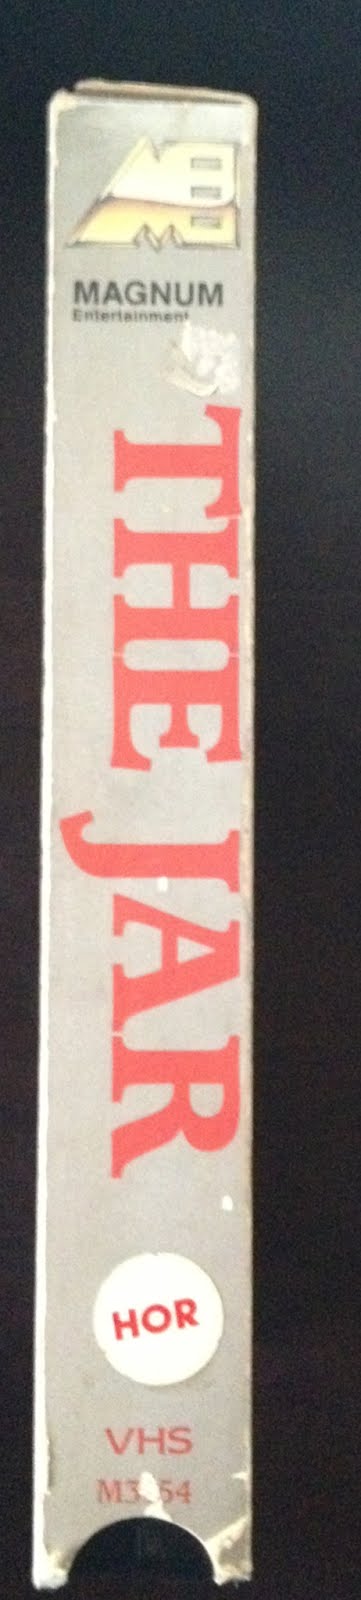 MAGNUM
Entertainment
THE JAR
HOR
VHS